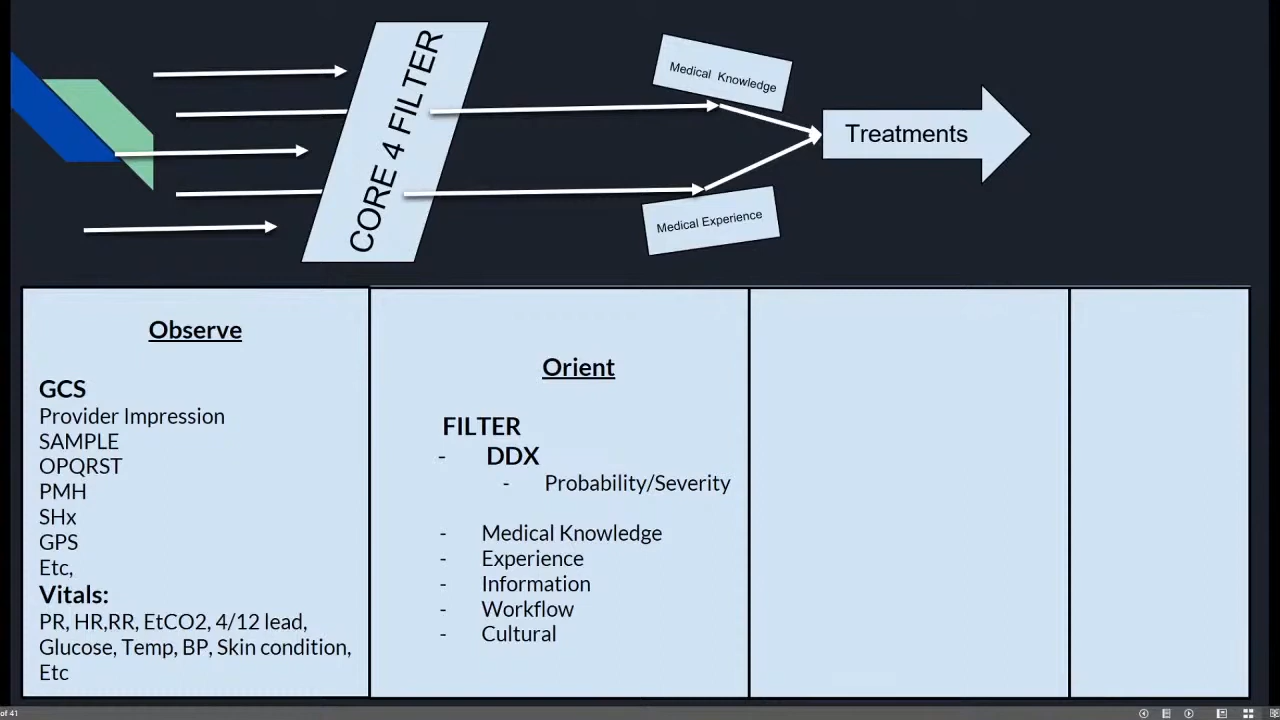 CORE 4 FILTER
Medical Knowledge
Treatments
Medical Experience
Observe
GCS
Provider Impression
SAMPLE
OPQRST
PMH
SHx
GPS
Etc,
Vitals:
PR, HR,RR, EtCO2, 4/12 lead,
Glucose, Temp, BP, Skin condition,
Etc
Orient
FILTER
- DDX
- Probability/Severity
- Medical Knowledge
- Experience
- Information
- Workflow
- Cultural
of 41